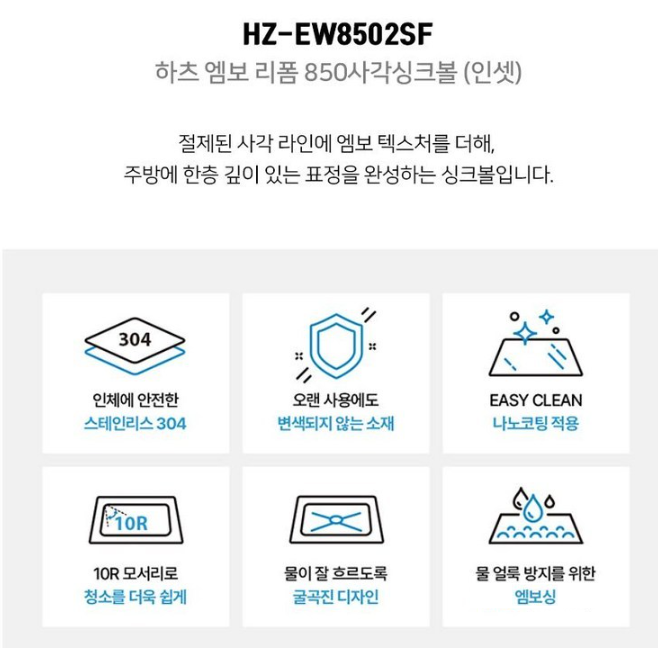 HZ-EW8502SF
하츠 엠보 리폼 850사각싱크볼 (인셋)
절제된 사각 라인에 엠보 텍스처를 더해,
주방에 한층 깊이 있는 표정을 완성하는 싱크볼입니다.
304
인체에 안전한
스테인리스 304
오랜 사용에도
변색되지 않는 소재
EASY CLEAN
나노코팅 적용
10R
10R 모서리로
청소를 더욱 쉽게
물이 잘 흐르도록
굴곡진 디자인
물 얼룩 방지를 위한
엠보싱